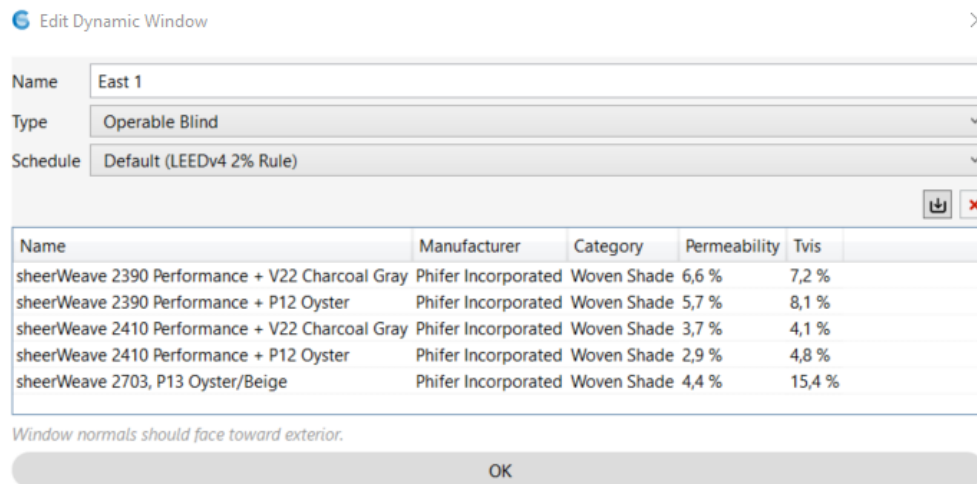 Edit Dynamic Window
Name East 1
Type Operable Blind
Schedule Default (LEEDv4 2% Rule)
Name Manufacturer Category Permeability Tvis
sheerWeave 2390 Performance + V22 Charcoal Gray Phifer Incorporated Woven Shade 6,6 % 7,2 %
sheerWeave 2390 Performance + P12 Oyster Phifer Incorporated Woven Shade 5,7 % 8,1 %
sheerWeave 2410 Performance + V22 Charcoal Gray Phifer Incorporated Woven Shade 3,7 % 4,1 %
sheerWeave 2410 Performance + P12 Oyster Phifer Incorporated Woven Shade 2,9 % 4,8 %
sheerWeave 2703, P13 Oyster/Beige Phifer Incorporated Woven Shade 4,4 % 15,4 %
Window normals should face toward exterior.
OK